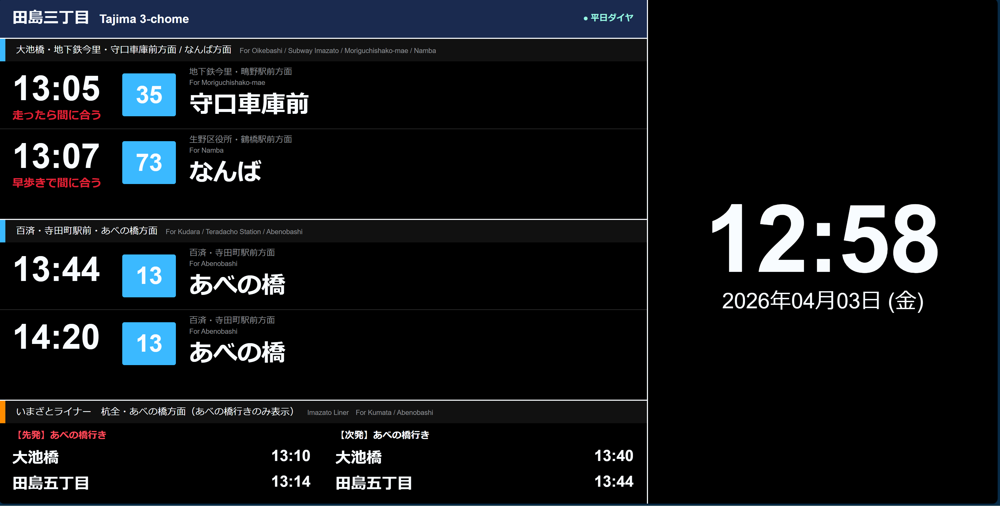 田島三丁目 Tajima 3-chome
● 平日ダイヤ
大池橋・地下鉄今里・守口車庫前方面 / なんば方面 For Oikebashi / Subway Imazato / Moriguchishako-mae / Namba
13:05
走ったら間に合う
35
地下鉄今里・鴫野駅前方面
For Moriguchishako-mae
守口車庫前
13:07
早歩きで間に合う
73
生野区役所・鶴橋駅前方面
For Namba
なんば
百済・寺田町駅前・あべの橋方面 For Kudara / Teradacho Station / Abenobashi
13:44
13
百済・寺田町駅前方面
For Abenobashi
あべの橋
14:20
13
百済・寺田町駅前方面
For Abenobashi
あべの橋
いまざとライナー 杭全・あべの橋方面（あべの橋行きのみ表示） Imazato Liner For Kumata / Abenobashi
【先発】あべの橋行き
大池橋 13:10
田島五丁目 13:14
【次発】あべの橋行き
大池橋 13:40
田島五丁目 13:44
12:58
2026年04月03日 (金)